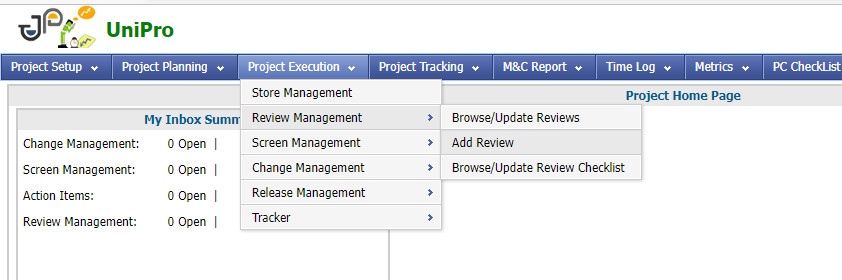 UniPro
Project Setup Project Planning Project Execution Project Tracking M&C Report Time Log Metrics PC CheckList
Project Home Page
My Inbox Summ
Change Management: 0 Open |
Screen Management: 0 Open |
Action Items: 0 Open |
Review Management: 0 Open |
Store Management
Review Management
Screen Management
Change Management
Release Management
Tracker
Browse/Update Reviews
Add Review
Browse/Update Review Checklist